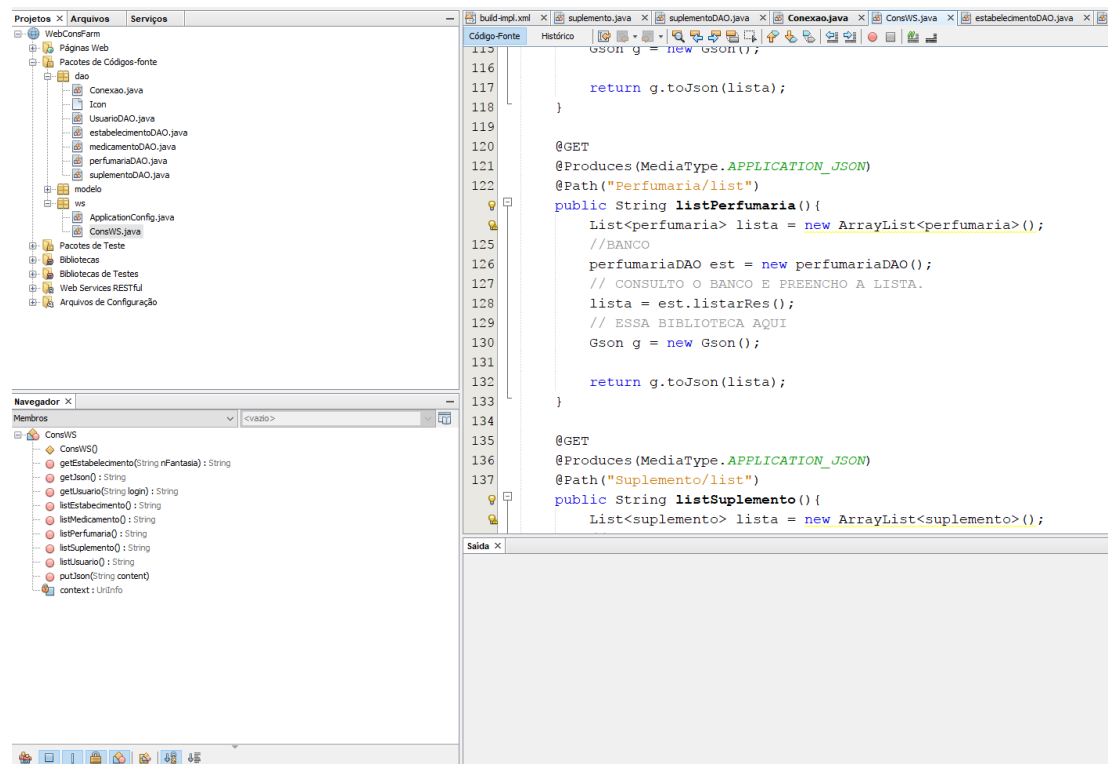 Projetos × Arquivos Serviços
WebConsFarm
Páginas Web
Pacotes de Códigos-fonte
dao
Conexao.java
Icon
UsuarioDAO.java
estabelecimentoDAO.java
medicamentoDAO.java
perfumariaDAO.java
suplementoDAO.java
modelo
ws
ApplicationConfig.java
ConsWS.java
Pacotes de Teste
Bibliotecas
Bibliotecas de Testes
Web Services RESTful
Arquivos de Configuração
Navegador ×
Membros <vazio>
ConsWS
ConsWS()
getEstabelecimento(String nFantasia) : String
getJson() : String
getUsuario(String login) : String
listEstabecimento() : String
listMedicamento() : String
listPerfumaria() : String
listSuplemento() : String
listUsuario() : String
putJson(String content)
context : UriInfo
build-impl.xml × suplemento.java × suplementoDAO.java × Conexao.java × ConsWS.java × estabelecimentoDAO.java ×
Código-Fonte Histórico
115 Gson g = new Gson();
116
117 return g.toJson(lista);
118 }
119
120 @GET
121 @Produces(MediaType.APPLICATION_JSON)
122 @Path("Perfumaria/list")
public String listPerfumaria(){
List<perfumaria> lista = new ArrayList<perfumaria>();
125 //BANCO
126 perfumariaDAO est = new perfumariaDAO();
127 // CONSULTO O BANCO E PREENCHO A LISTA.
128 lista = est.listarRes();
129 // ESSA BIBLIOTECA AQUI
130 Gson g = new Gson();
131
132 return g.toJson(lista);
133 }
134
135 @GET
136 @Produces(MediaType.APPLICATION_JSON)
137 @Path("Suplemento/list")
public String listSuplemento(){
List<suplemento> lista = new ArrayList<suplemento>();
Saída ×